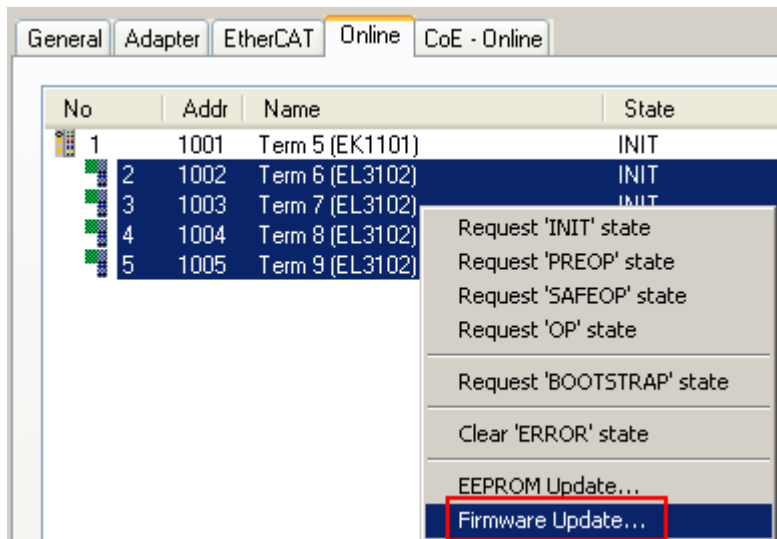 General Adapter EtherCAT Online CoE - Online
No Addr Name State
1 1001 Term 5 (EK1101) INIT
2 1002 Term 6 (EL3102) INIT
3 1003 Term 7 (EL3102) INIT
4 1004 Term 8 (EL3102)
5 1005 Term 9 (EL3102)
Request 'INIT' state
Request 'PREOP' state
Request 'SAFEOP' state
Request 'OP' state
Request 'BOOTSTRAP' state
Clear 'ERROR' state
EEPROM Update...
Firmware Update...